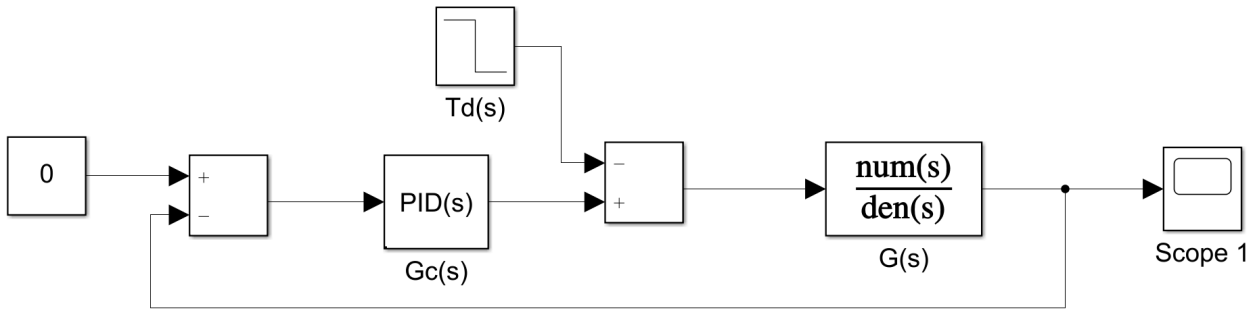 Td(s)
0
+
−
PID(s)
Gc(s)
−
+
num(s)
den(s)
G(s)
Scope 1